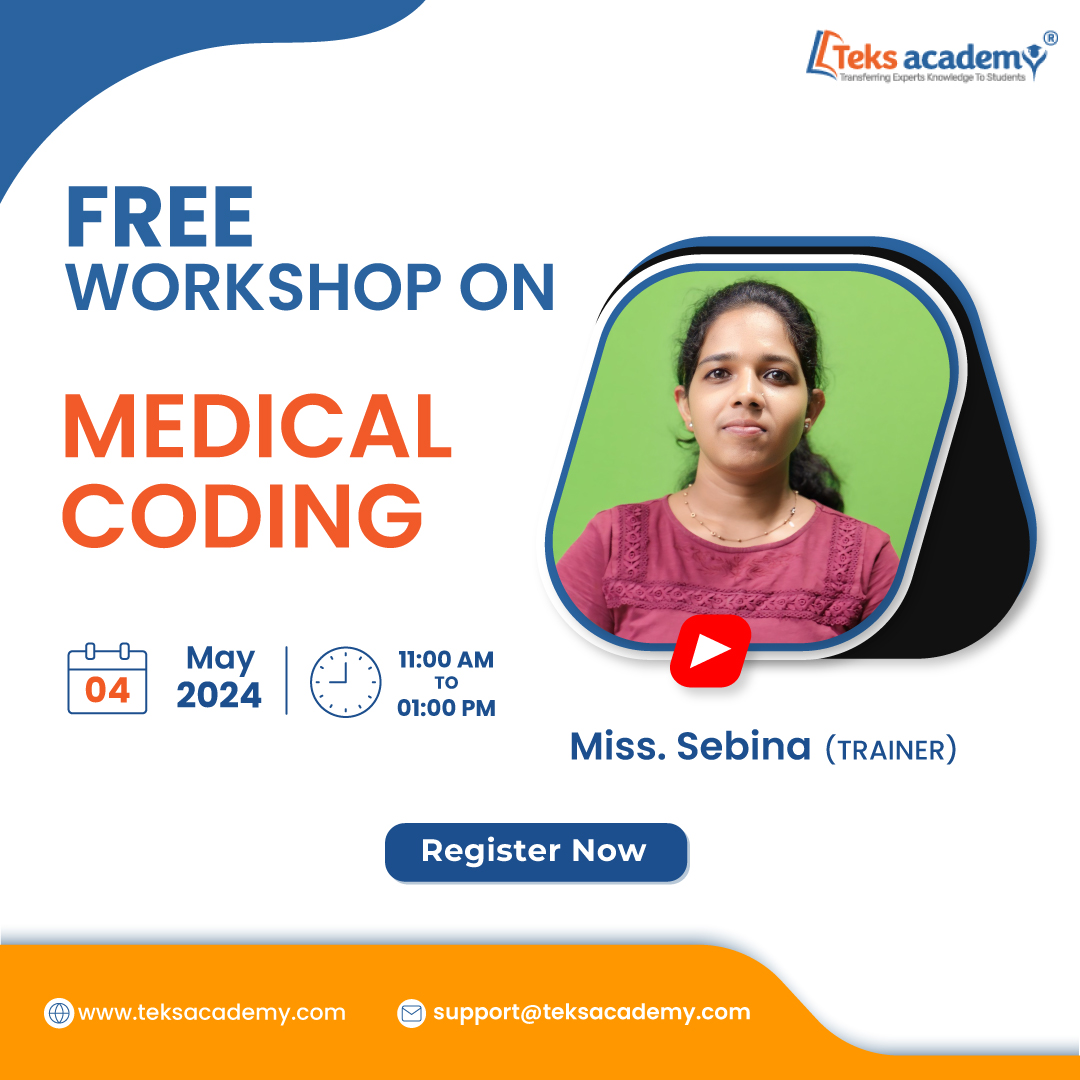 Teks academy®
Transferring Experts Knowledge To Students
FREE
WORKSHOP ON
MEDICAL
CODING
04
May
2024
11:00 AM
TO
01:00 PM
Miss. Sebina (TRAINER)
Register Now
www.teksacademy.com
support@teksacademy.com